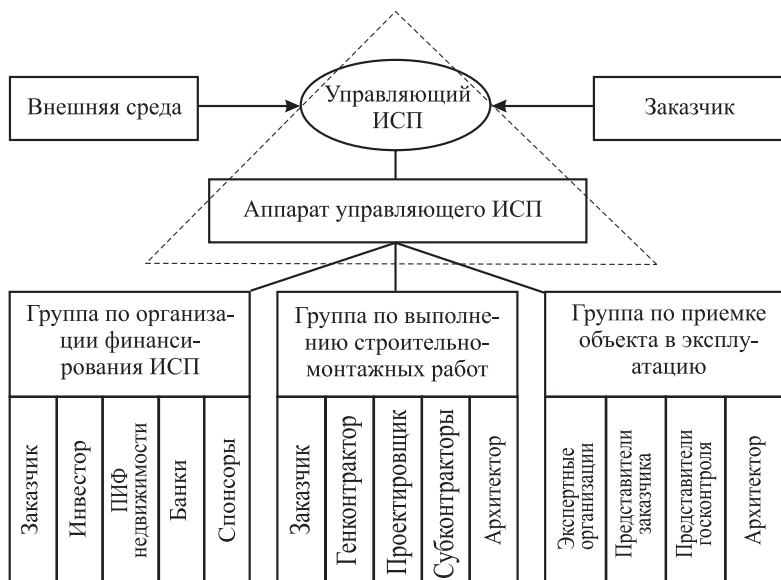 Внешняя среда
Управляющий
ИСП
Заказчик
Аппарат управляющего ИСП
Группа по организа-
ции финанси-
рования ИСП
Группа по выполне-
нию строительно-
монтажных работ
Группа по приемке
объекта в эксплу-
атацию
Заказчик
Инвестор
ПИФ
недвижимости
Банки
Спонсоры
Заказчик
Генконтрактор
Проектировщик
Субконтракторы
Архитектор
Экспертные
организации
Представители
заказчика
Представители
госконтроля
Архитектор